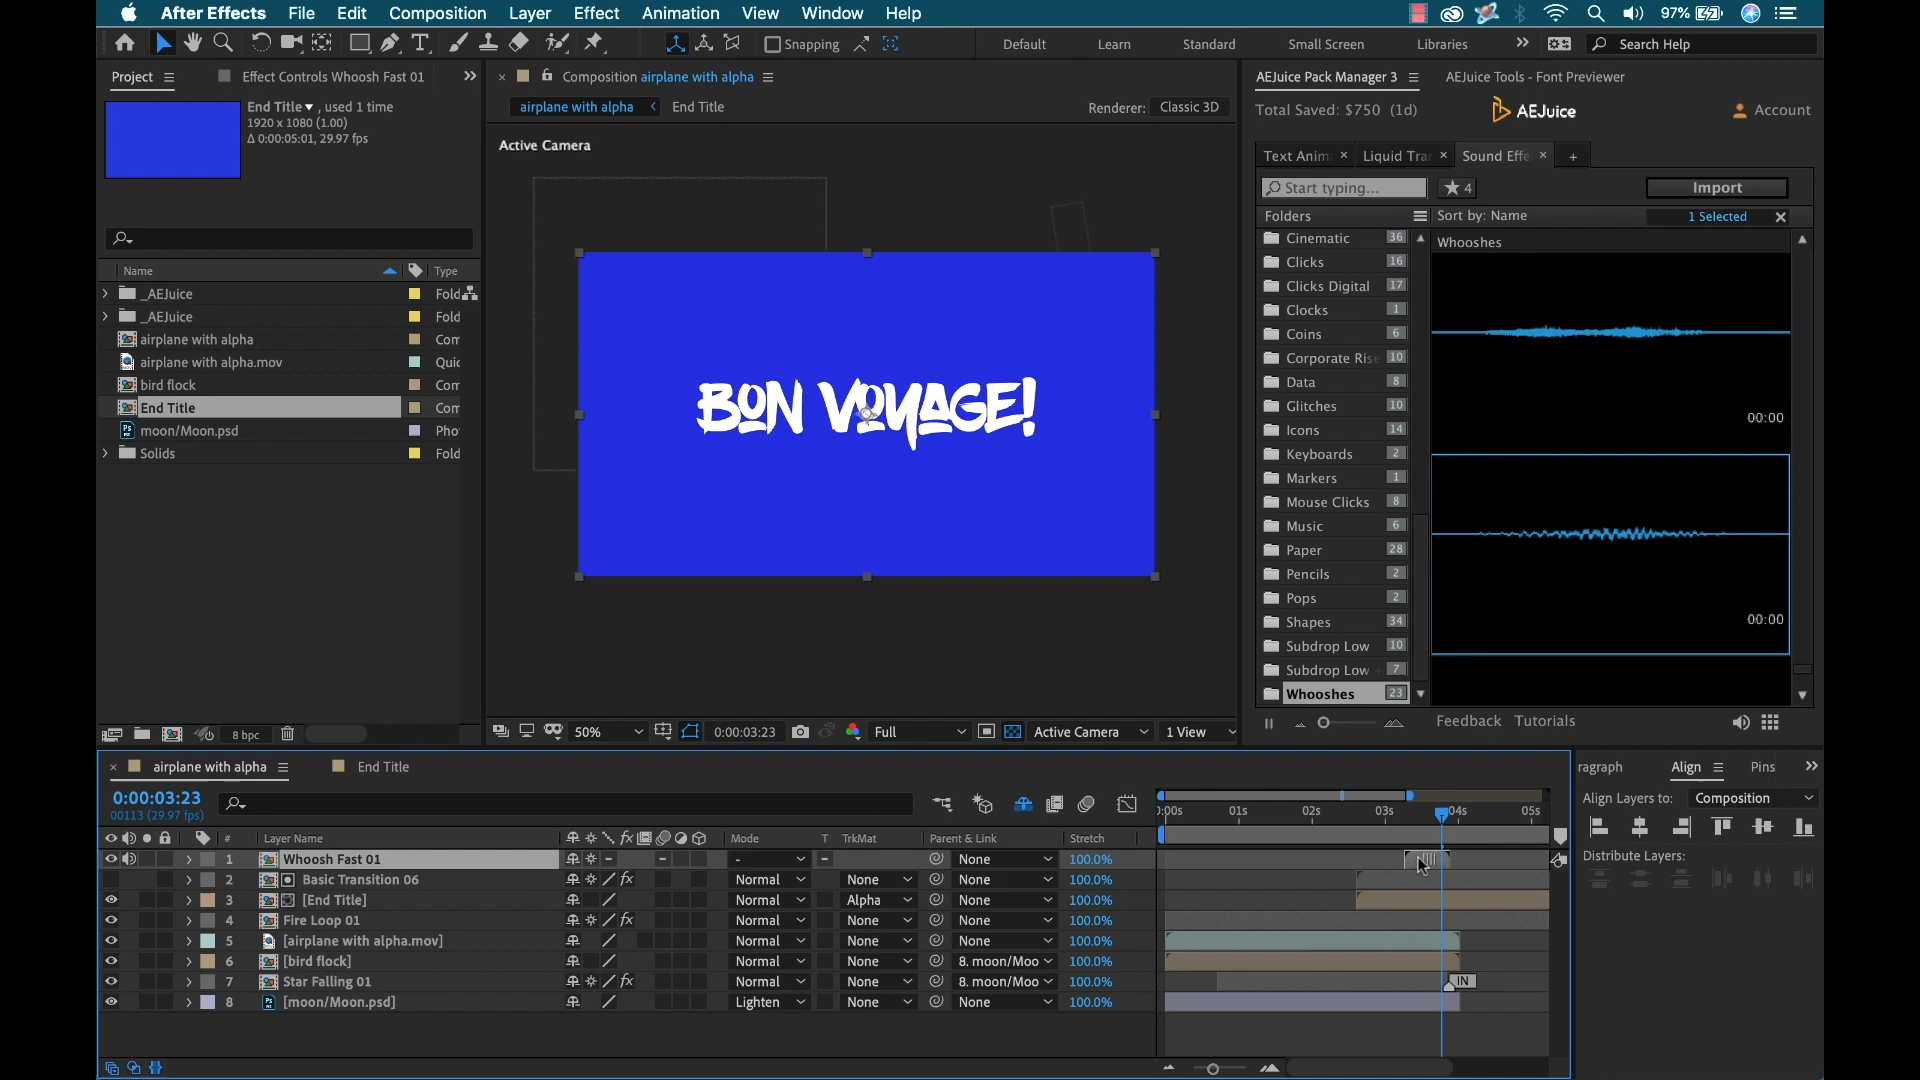 After Effects File Edit Composition Layer Effect Animation View Window Help 97%
Snapping Default Learn Standard Small Screen Libraries Search Help
Project Effect Controls Whoosh Fast 01 Composition airplane with alpha AEJuice Pack Manager 3 AEJuice Tools - Font Previewer
End Title▼, used 1 time
1920 x 1080 (1.00)
Δ 0:00:05:01, 29.97 fps
airplane with alpha End Title Renderer: Classic 3D
Total Saved: $750 (1d) AEJuice Account
Active Camera
Text Anim Liquid Tra Sound Effe +
Start typing... 4 Import
Folders Sort by: Name 1 Selected
Whooshes
Cinematic 36
Clicks 16
Clicks Digital 17
Clocks 1
Coins 6
Corporate Rise 10
Data 8
Glitches 10
Icons 14
Keyboards 2
Markers 1
Mouse Clicks 8
Music 6
Paper 28
Pencils 2
Pops 2
Shapes 34
Subdrop Low 10
Subdrop Low 7
Whooshes 23
00:00
00:00
Name Type
_AEJuice Fold
_AEJuice Fold
airplane with alpha Com
airplane with alpha.mov Quic
bird flock Com
End Title Com
moon/Moon.psd Pho
Solids Fold
BON VOYAGE!
8 bpc 50% 0:00:03:23 Full Active Camera 1 View Feedback Tutorials
airplane with alpha End Title ragraph Align Pins
0:00:03:23
00113 (29.97 fps)
):00s 01s 02s 03s 04s 05s
Align Layers to: Composition
Distribute Layers:
# Layer Name Mode T TrkMat Parent & Link Stretch
1 Whoosh Fast 01 - None 100.0%
2 Basic Transition 06 Normal None None 100.0%
3 [End Title] Normal Alpha None 100.0%
4 Fire Loop 01 Normal None None 100.0%
5 [airplane with alpha.mov] Normal None None 100.0%
6 [bird flock] Normal None 8. moon/Moo 100.0%
7 Star Falling 01 Normal None 8. moon/Moo 100.0% IN
8 [moon/Moon.psd] Lighten None None 100.0%